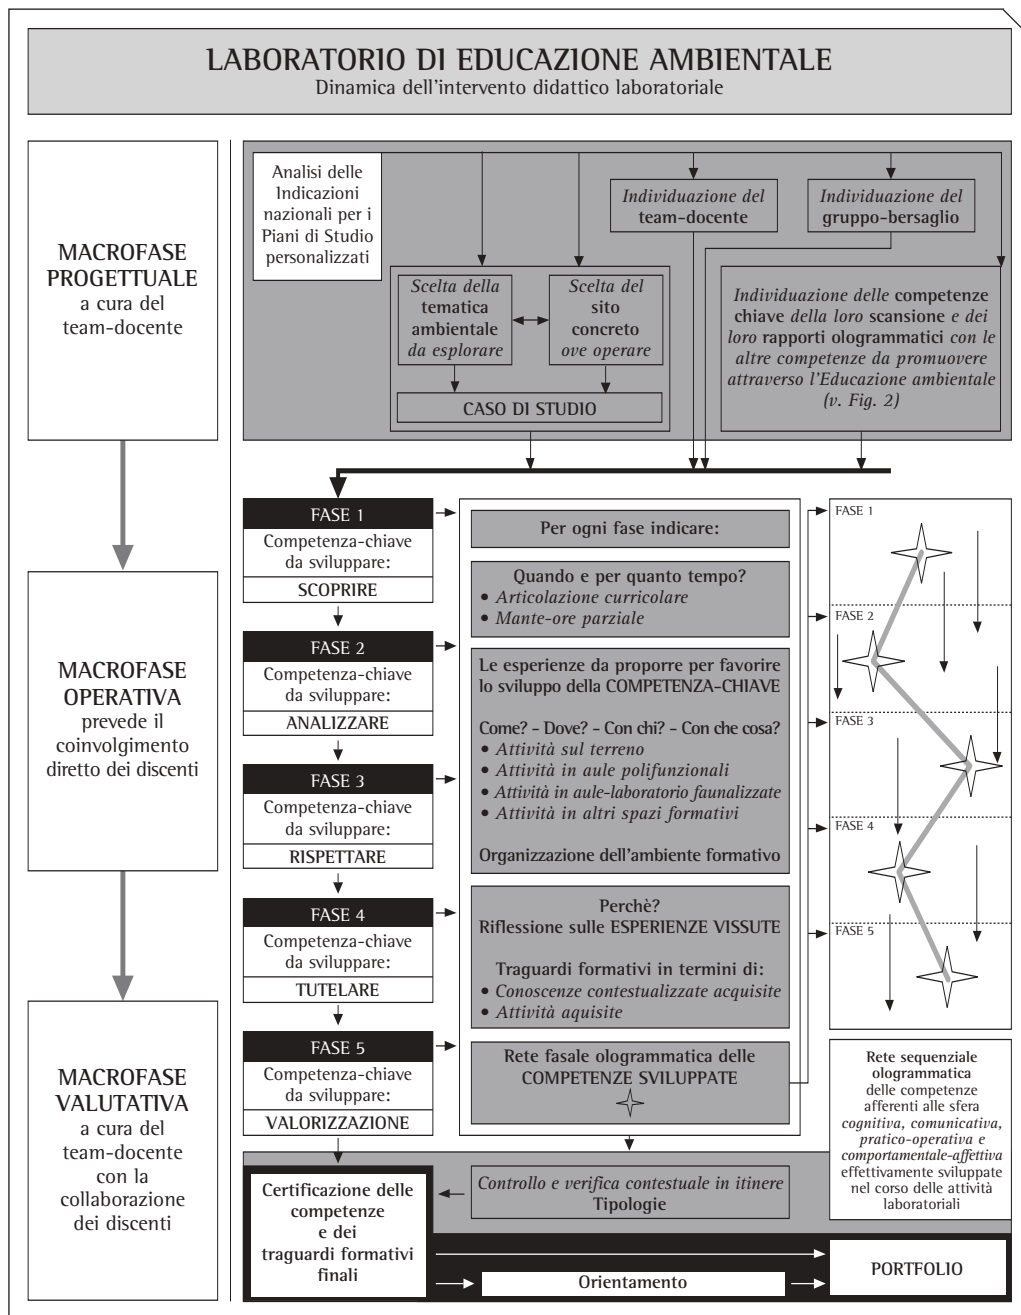 LABORATORIO DI EDUCAZIONE AMBIENTALE
Dinamica dell'intervento didattico laboratoriale
MACROFASE
PROGETTUALE
a cura del
team-docente
Analisi delle
Indicazioni
nazionali per i
Piani di Studio
personalizzati
Individuazione del
team-docente
Individuazione del
gruppo-bersaglio
Scelta della
tematica
ambientale
da esplorare
Scelta del
sito
concreto
ove operare
CASO DI STUDIO
Individuazione delle competenze
chiave della loro scansione e dei
loro rapporti ologrammatici con le
altre competenze da promuovere
attraverso l'Educazione ambientale
(v. Fig. 2)
MACROFASE
OPERATIVA
prevede il
coinvolgimento
diretto dei discenti
FASE 1
Competenza-chiave
da sviluppare:
SCOPRIRE
FASE 2
Competenza-chiave
da sviluppare:
ANALIZZARE
FASE 3
Competenza-chiave
da sviluppare:
RISPETTARE
FASE 4
Competenza-chiave
da sviluppare:
TUTELARE
FASE 5
Competenza-chiave
da sviluppare:
VALORIZZAZIONE
Per ogni fase indicare:
Quando e per quanto tempo?
• Articolazione curricolare
• Mante-ore parziale
Le esperienze da proporre per favorire
lo sviluppo della COMPETENZA-CHIAVE
Come? – Dove? – Con chi? – Con che cosa?
• Attività sul terreno
• Attività in aule polifunzionali
• Attività in aule-laboratorio faunalizzate
• Attività in altri spazi formativi
Organizzazione dell'ambiente formativo
Perchè?
Riflessione sulle ESPERIENZE VISSUTE
Traguardi formativi in termini di:
• Conoscenze contestualizzate acquisite
• Attività aquisite
Rete fasale ologrammatica delle
COMPETENZE SVILUPPATE
FASE 1
FASE 2
FASE 3
FASE 4
FASE 5
MACROFASE
VALUTATIVA
a cura del
team-docente
con la
collaborazione
dei discenti
Rete sequenziale
ologrammatica
delle competenze
afferenti alle sfera
cognitiva, comunicativa,
pratico-operativa e
comportamentale-affettiva
effettivamente sviluppate
nel corso delle attività
laboratoriali
Certificazione delle
competenze
e dei
traguardi formativi
finali
Controllo e verifica contestuale in itinere
Tipologie
Orientamento
PORTFOLIO